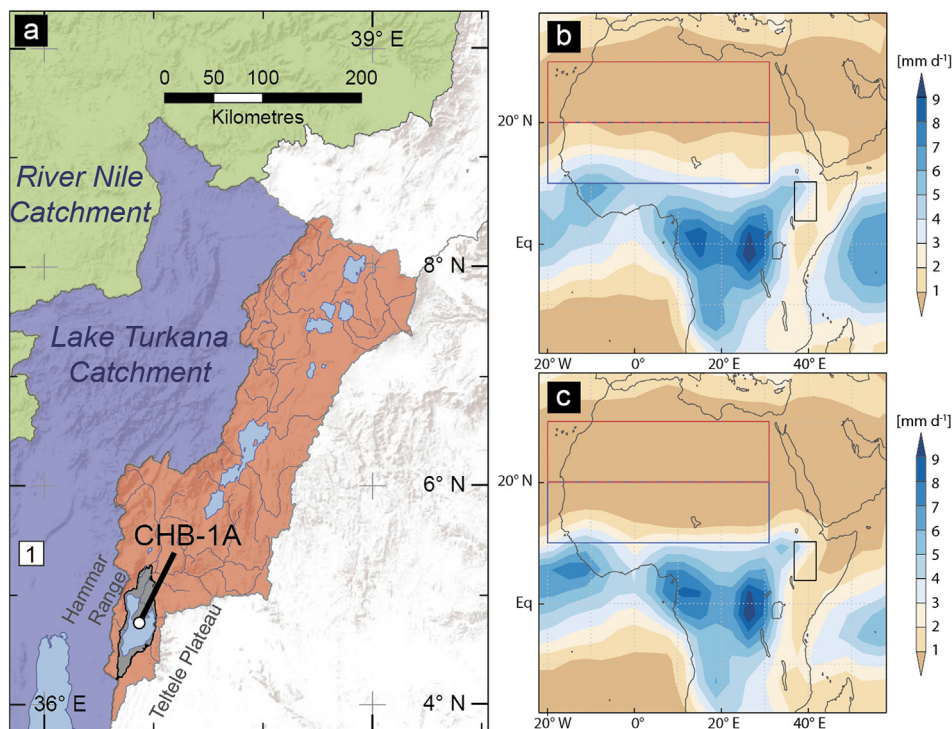 a
39° E
0 50 100 200
Kilometres
River Nile
Catchment
8° N
Lake Turkana
Catchment
6° N
CHB-1A
1
Hammar
Range
Teltele Plateau
36° E
4° N
b
[mm d⁻¹]
9
8
7
6
5
4
3
2
1
20° N
Eq
20° W 0° 20° E 40° E
c
[mm d⁻¹]
9
8
7
6
5
4
3
2
1
20° N
Eq
20° W 0° 20° E 40° E